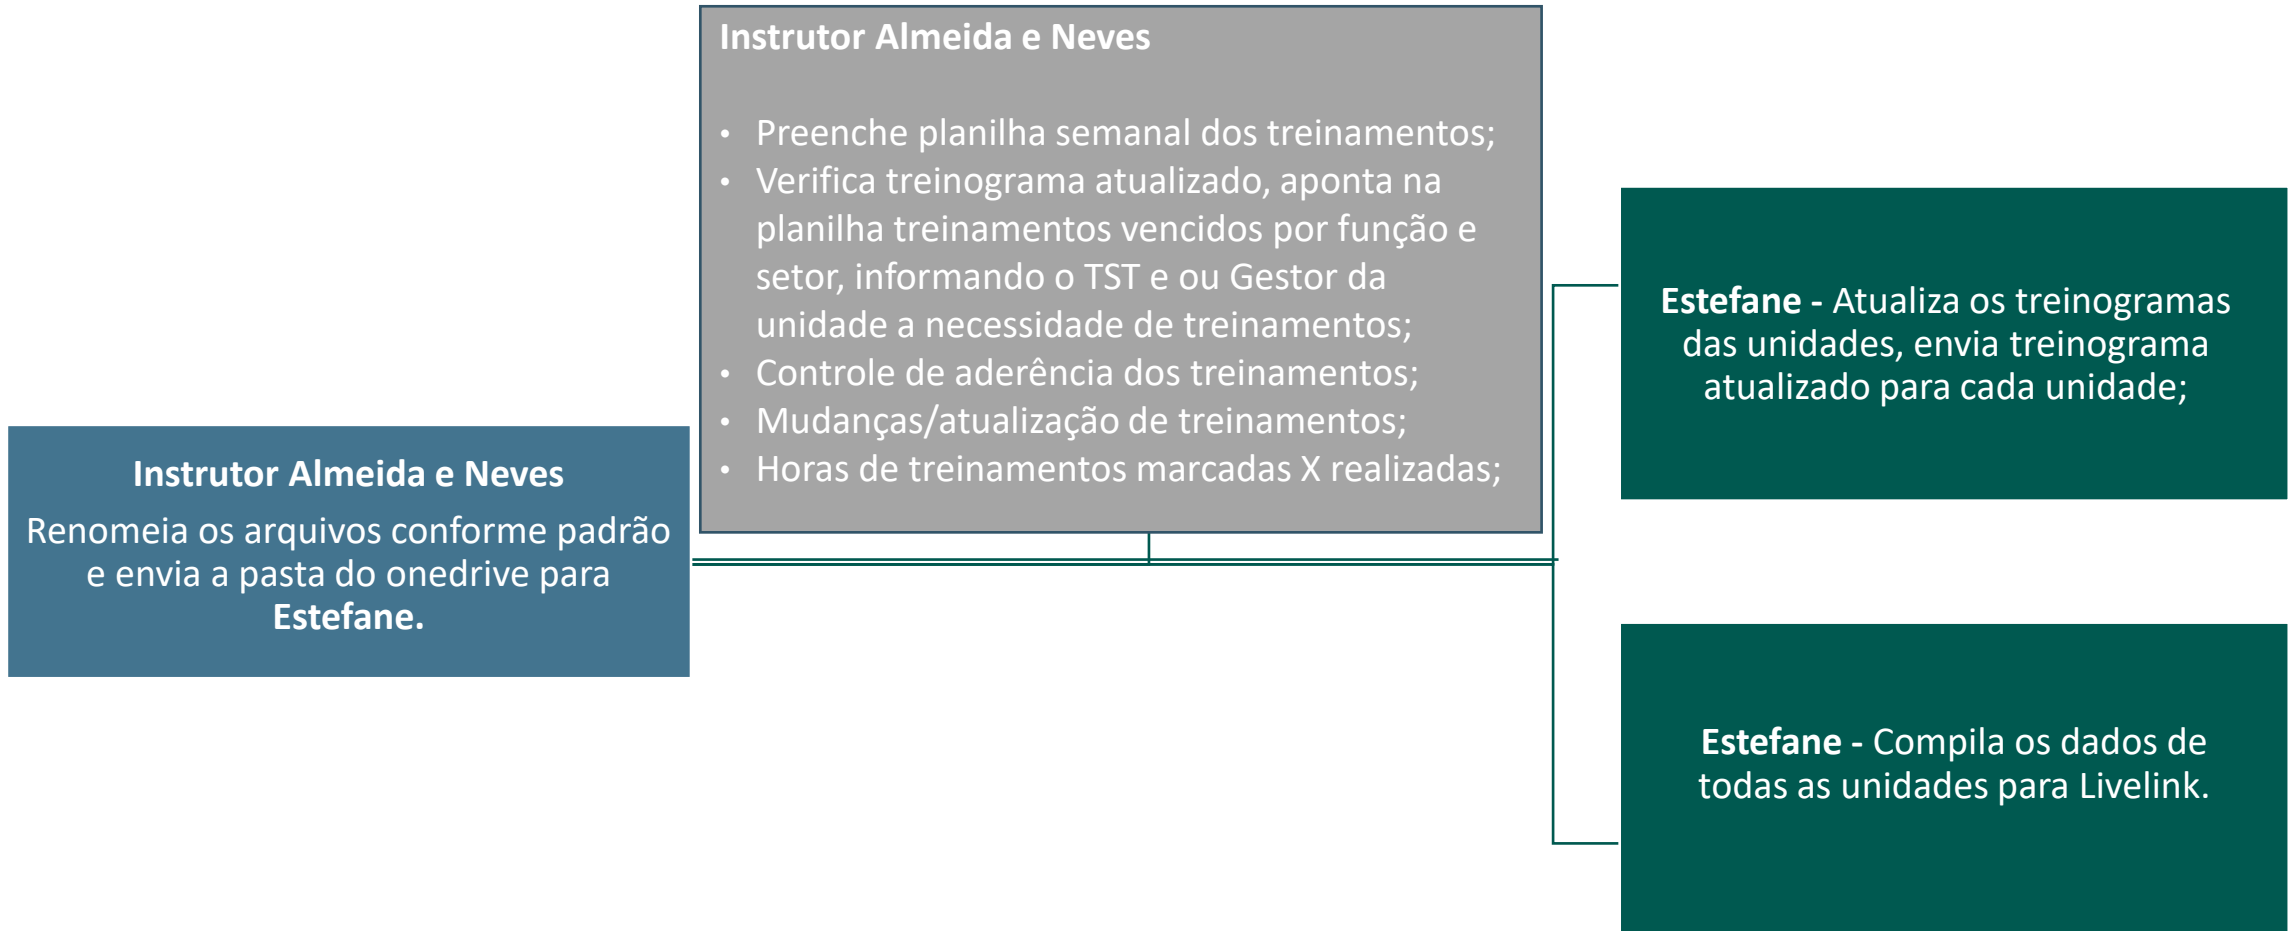 Instrutor Almeida e Neves
• Preenche planilha semanal dos treinamentos;
• Verifica treinograma atualizado, aponta na
planilha treinamentos vencidos por função e
setor, informando o TST e ou Gestor da
unidade a necessidade de treinamentos;
• Controle de aderência dos treinamentos;
• Mudanças/atualização de treinamentos;
• Horas de treinamentos marcadas X realizadas;
Instrutor Almeida e Neves
Renomeia os arquivos conforme padrão
e envia a pasta do onedrive para
Estefane.
Estefane - Atualiza os treinogramas
das unidades, envia treinograma
atualizado para cada unidade;
Estefane - Compila os dados de
todas as unidades para Livelink.